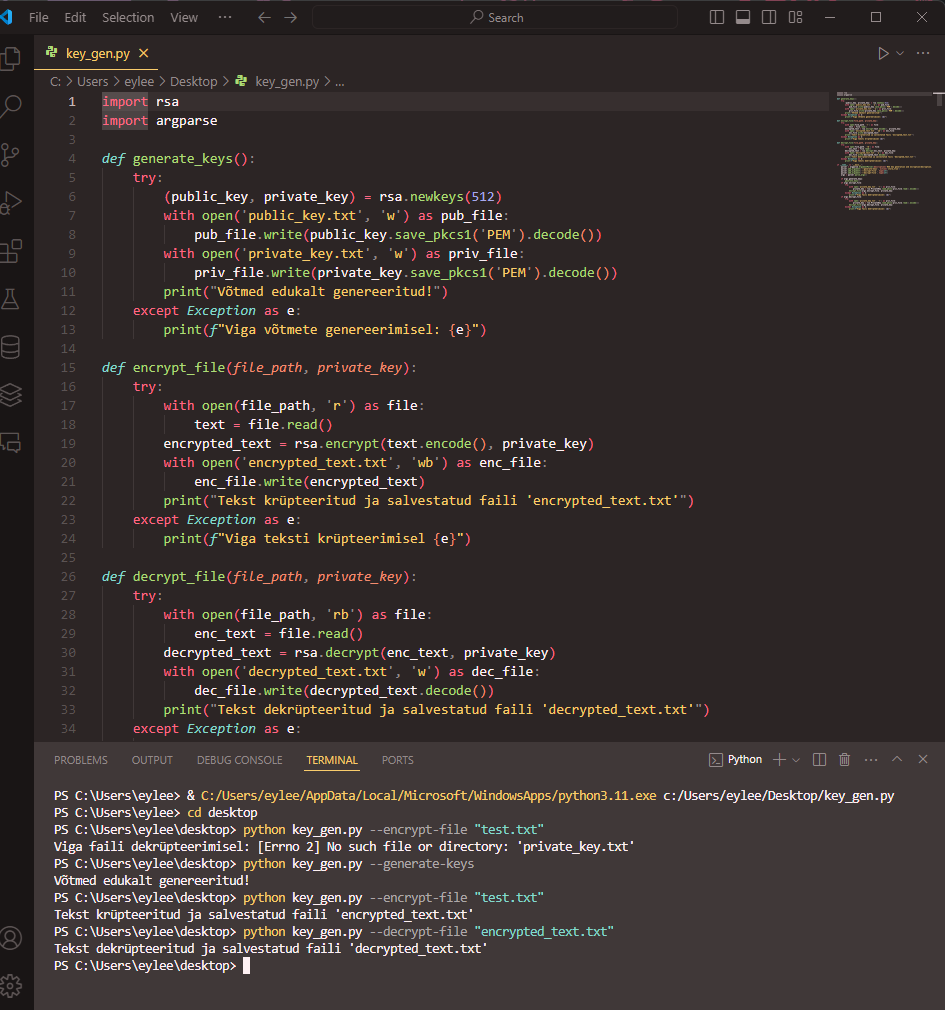 File Edit Selection View ··· Search
key_gen.py
C: > Users > eylee > Desktop > key_gen.py > ...
1 import rsa
2 import argparse
3
4 def generate_keys():
5 try:
6 (public_key, private_key) = rsa.newkeys(512)
7 with open('public_key.txt', 'w') as pub_file:
8 pub_file.write(public_key.save_pkcs1('PEM').decode())
9 with open('private_key.txt', 'w') as priv_file:
10 priv_file.write(private_key.save_pkcs1('PEM').decode())
11 print("Võtmed edukalt genereeritud!")
12 except Exception as e:
13 print(f"Viga võtmete genereerimisel: {e}")
14
15 def encrypt_file(file_path, private_key):
16 try:
17 with open(file_path, 'r') as file:
18 text = file.read()
19 encrypted_text = rsa.encrypt(text.encode(), private_key)
20 with open('encrypted_text.txt', 'wb') as enc_file:
21 enc_file.write(encrypted_text)
22 print("Tekst krüpteeritud ja salvestatud faili 'encrypted_text.txt'")
23 except Exception as e:
24 print(f"Viga teksti krüpteerimisel {e}")
25
26 def decrypt_file(file_path, private_key):
27 try:
28 with open(file_path, 'rb') as file:
29 enc_text = file.read()
30 decrypted_text = rsa.decrypt(enc_text, private_key)
31 with open('decrypted_text.txt', 'w') as dec_file:
32 dec_file.write(decrypted_text.decode())
33 print("Tekst dekrüpteeritud ja salvestatud faili 'decrypted_text.txt'")
34 except Exception as e:
PROBLEMS OUTPUT DEBUG CONSOLE TERMINAL PORTS Python
PS C:\Users\eylee> & C:/Users/eylee/AppData/Local/Microsoft/WindowsApps/python3.11.exe c:/Users/eylee/Desktop/key_gen.py
PS C:\Users\eylee> cd desktop
PS C:\Users\eylee\desktop> python key_gen.py --encrypt-file "test.txt"
Viga faili dekrüpteerimisel: [Errno 2] No such file or directory: 'private_key.txt'
PS C:\Users\eylee\desktop> python key_gen.py --generate-keys
Võtmed edukalt genereeritud!
PS C:\Users\eylee\desktop> python key_gen.py --encrypt-file "test.txt"
Tekst krüpteeritud ja salvestatud faili 'encrypted_text.txt'
PS C:\Users\eylee\desktop> python key_gen.py --decrypt-file "encrypted_text.txt"
Tekst dekrüpteeritud ja salvestatud faili 'decrypted_text.txt'
PS C:\Users\eylee\desktop>